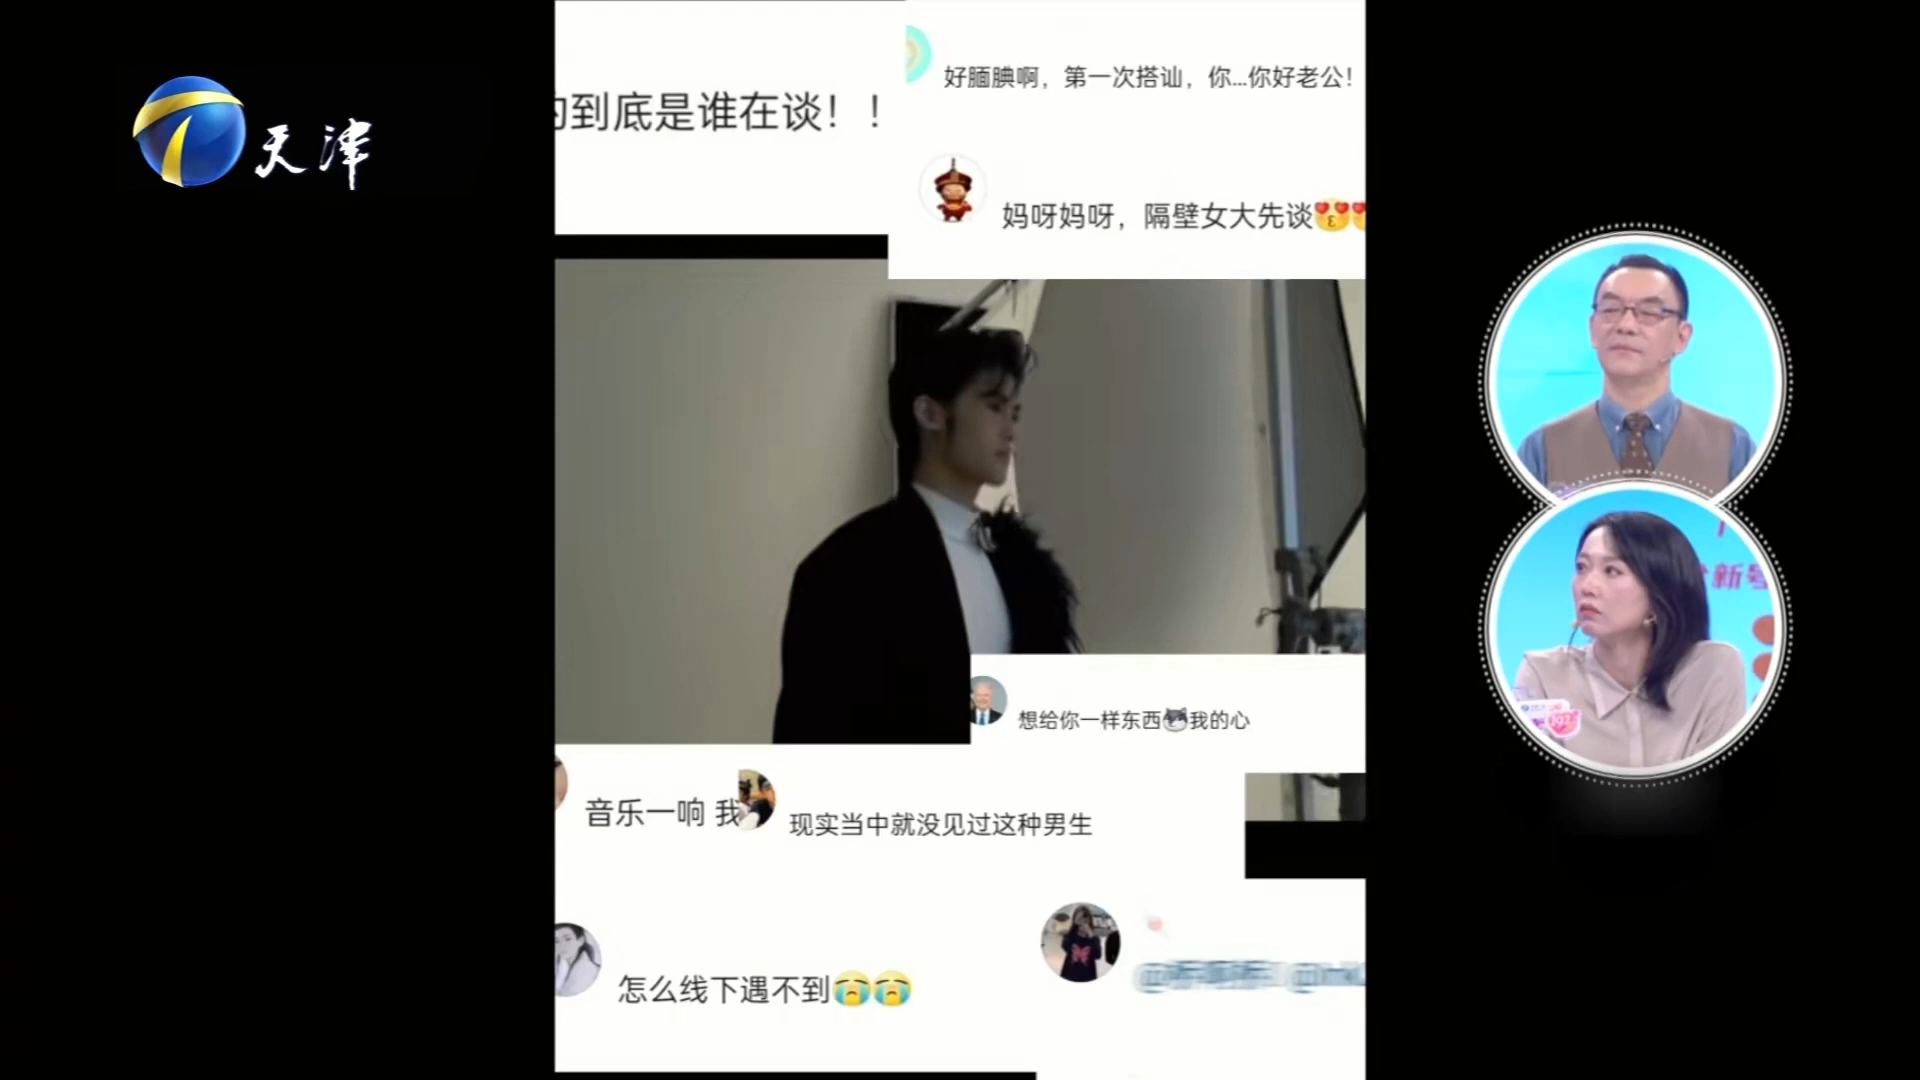 天津
的到底是谁在谈！！
好腼腆啊，第一次搭讪，你...你好老公！
妈呀妈呀，隔壁女大先谈
想给你一样东西 我的心
音乐一响 我
现实当中就没见过这种男生
怎么线下遇不到
新